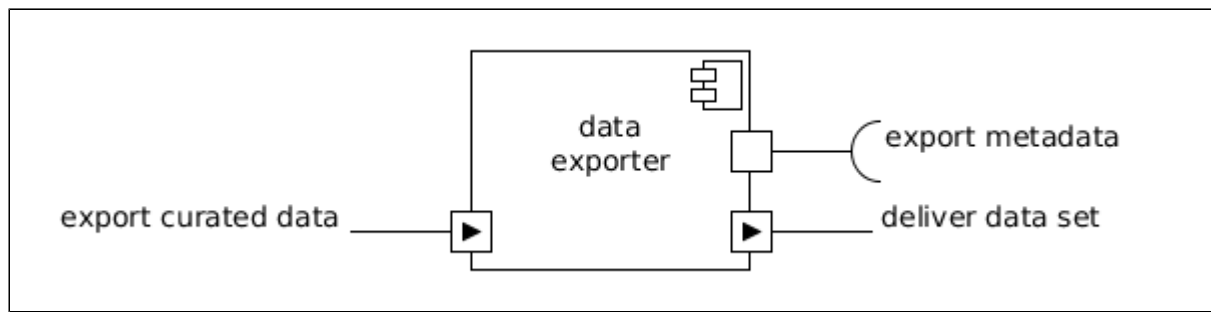 data
exporter
export metadata
export curated data
deliver data set